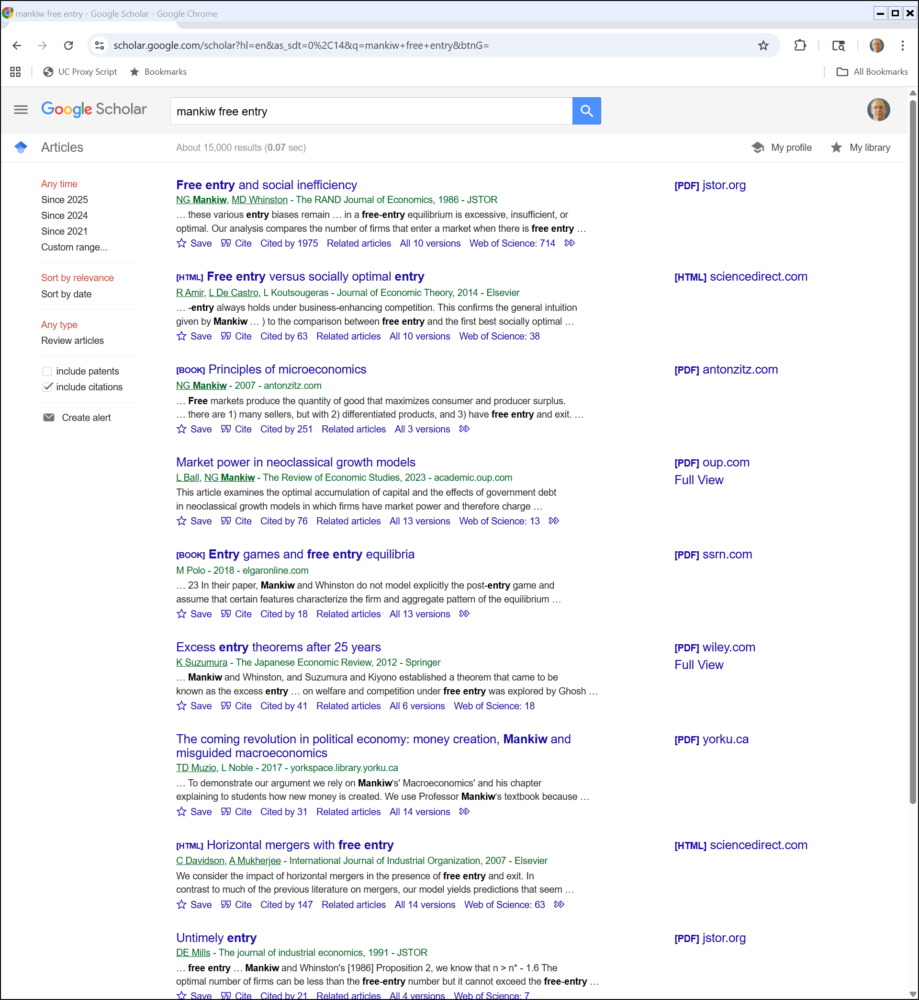 mankiw free entry - Google Scholar - Google Chrome
scholar.google.com/scholar?hl=en&as_sdt=0%2C14&q=mankiw+free+entry&btnG=
UC Proxy Script Bookmarks All Bookmarks
Google Scholar mankiw free entry
Articles About 15,000 results (0.07 sec) My profile My library
Any time
Since 2025
Since 2024
Since 2021
Custom range...
Sort by relevance
Sort by date
Any type
Review articles
include patents
include citations
Create alert
Free entry and social inefficiency [PDF] jstor.org
NG Mankiw, MD Whinston - The RAND Journal of Economics, 1986 - JSTOR
… these various entry biases remain … in a free-entry equilibrium is excessive, insufficient, or
optimal. Our analysis compares the number of firms that enter a market when there is free entry …
Save Cite Cited by 1975 Related articles All 10 versions Web of Science: 714
[HTML] Free entry versus socially optimal entry [HTML] sciencedirect.com
R Amir, L De Castro, L Koutsougeras - Journal of Economic Theory, 2014 - Elsevier
… -entry always holds under business-enhancing competition. This confirms the general intuition
given by Mankiw … ) to the comparison between free entry and the first best socially optimal …
Save Cite Cited by 63 Related articles All 10 versions Web of Science: 38
[BOOK] Principles of microeconomics [PDF] antonzitz.com
NG Mankiw - 2007 - antonzitz.com
… Free markets produce the quantity of good that maximizes consumer and producer surplus.
… there are 1) many sellers, but with 2) differentiated products, and 3) have free entry and exit. …
Save Cite Cited by 251 Related articles All 3 versions
Market power in neoclassical growth models [PDF] oup.com
L Ball, NG Mankiw - The Review of Economic Studies, 2023 - academic.oup.com Full View
This article examines the optimal accumulation of capital and the effects of government debt
in neoclassical growth models in which firms have market power and therefore charge …
Save Cite Cited by 76 Related articles All 13 versions Web of Science: 13
[BOOK] Entry games and free entry equilibria [PDF] ssrn.com
M Polo - 2018 - elgaronline.com
… 23 In their paper, Mankiw and Whinston do not model explicitly the post-entry game and
assume that certain features characterize the firm and aggregate pattern of the equilibrium …
Save Cite Cited by 18 Related articles All 13 versions
Excess entry theorems after 25 years [PDF] wiley.com
K Suzumura - The Japanese Economic Review, 2012 - Springer Full View
… Mankiw and Whinston, and Suzumura and Kiyono established a theorem that came to be
known as the excess entry … on welfare and competition under free entry was explored by Ghosh …
Save Cite Cited by 41 Related articles All 6 versions Web of Science: 18
The coming revolution in political economy: money creation, Mankiw and [PDF] yorku.ca
misguided macroeconomics
TD Muzio, L Noble - 2017 - yorkspace.library.yorku.ca
… To demonstrate our argument we rely on Mankiw's' Macroeconomics' and his chapter
explaining to students how new money is created. We use Professor Mankiw's textbook because …
Save Cite Cited by 31 Related articles All 14 versions
[HTML] Horizontal mergers with free entry [HTML] sciencedirect.com
C Davidson, A Mukherjee - International Journal of Industrial Organization, 2007 - Elsevier
We consider the impact of horizontal mergers in the presence of free entry and exit. In
contrast to much of the previous literature on mergers, our model yields predictions that seem …
Save Cite Cited by 147 Related articles All 14 versions Web of Science: 63
Untimely entry [PDF] jstor.org
DE Mills - The journal of industrial economics, 1991 - JSTOR
… free entry … Mankiw and Whinston's [1986] Proposition 2, we know that n > n* - 1.6 The
optimal number of firms can be less than the free-entry number but it cannot exceed the free-entry …
Save Cite Cited by 21 Related articles All 4 versions Web of Science: 7